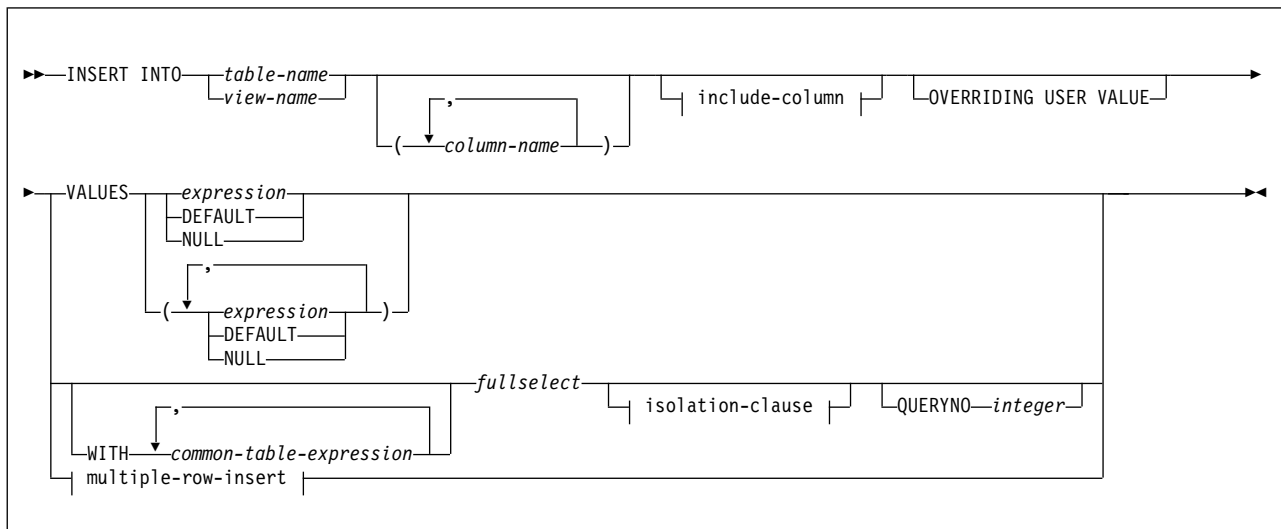 INSERT INTO table-name include-column OVERRIDING USER VALUE
view-name
,
( column-name )
VALUES expression
DEFAULT
NULL
,
( expression )
DEFAULT
NULL
fullselect isolation-clause QUERYNO integer
,
WITH common-table-expression
multiple-row-insert